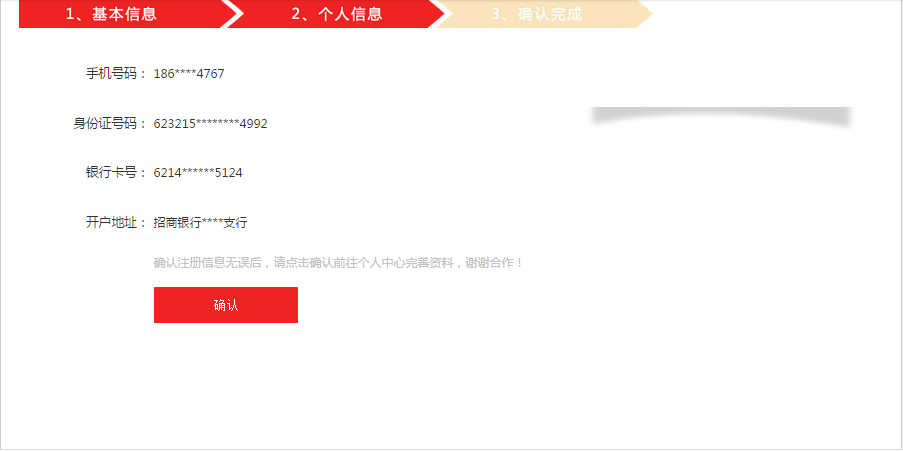 1、基本信息 2、个人信息 3、确认完成
手机号码： 186****4767
身份证号码： 623215********4992
银行卡号： 6214******5124
开户地址： 招商银行****支行
确认注册信息无误后，请点击确认前往个人中心完善资料，谢谢合作！
确认